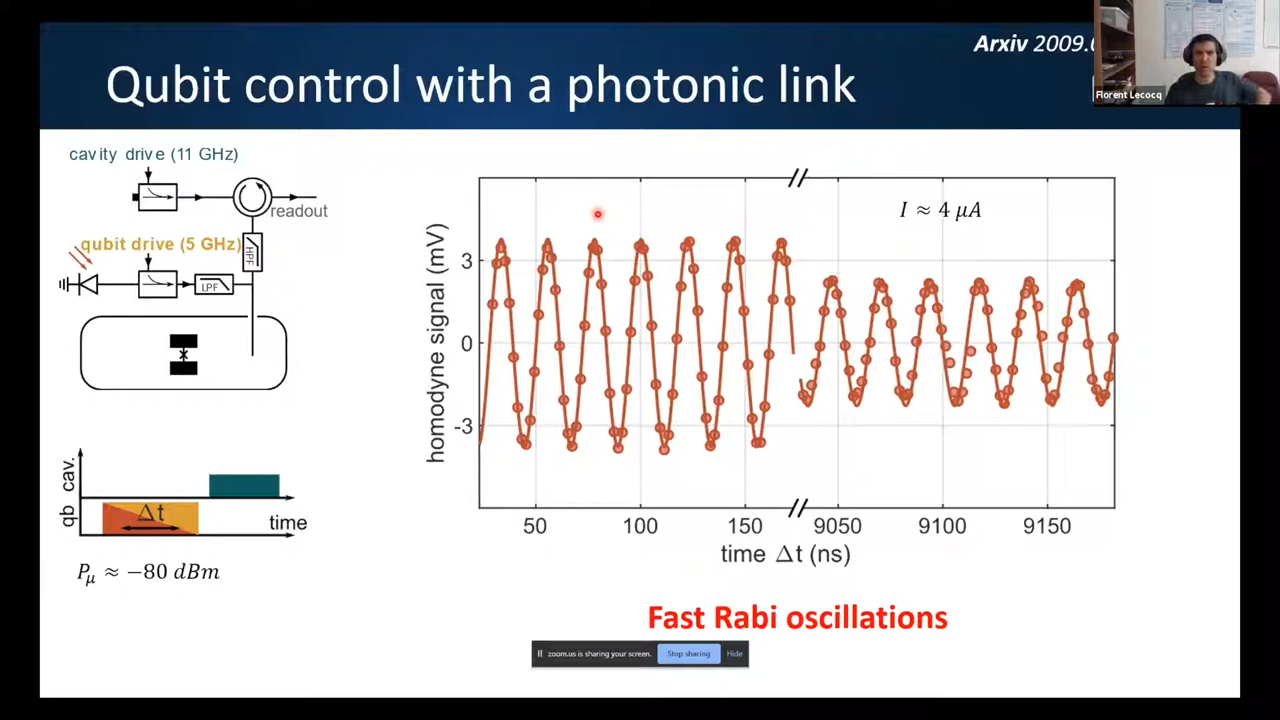 Arxiv 2009.
Qubit control with a photonic link
Florent Lecocq
cavity drive (11 GHz)
readout
HPF
qubit drive (5 GHz)
LPF
cav.
qb
Δt
time
Pμ ≈ −80 dBm
I ≈ 4 μA
homodyne signal (mV)
3
0
-3
50 100 150 9050 9100 9150
time Δt (ns)
Fast Rabi oscillations
zoom.us is sharing your screen. Stop sharing Hide